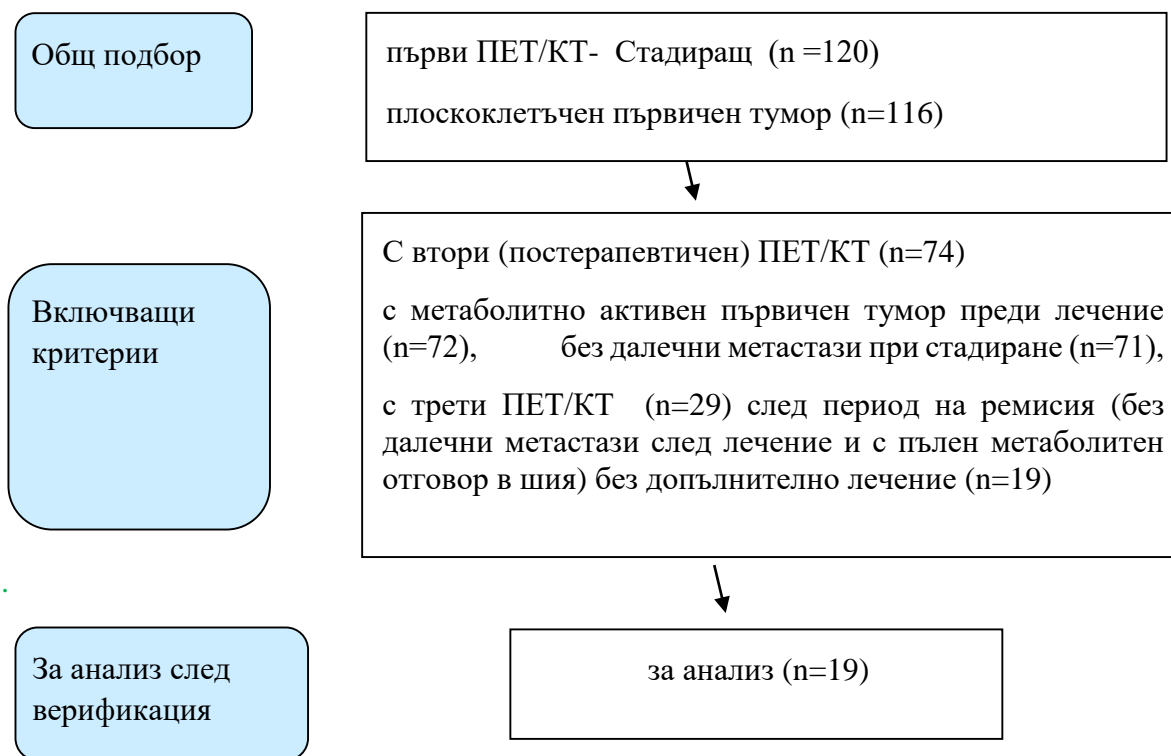 Общ подбор
първи ПЕТ/КТ- Стадиращ (n =120)
плоскоклетъчен първичен тумор (n=116)
Включващи
критерии
С втори (постерапевтичен) ПЕТ/КТ (n=74)
с метаболитно активен първичен тумор преди лечение
(n=72), без далечни метастази при стадиране (n=71),
с трети ПЕТ/КТ (n=29) след период на ремисия (без
далечни метастази след лечение и с пълен метаболитен
отговор в шия) без допълнително лечение (n=19)
.
За анализ след
верификация
за анализ (n=19)